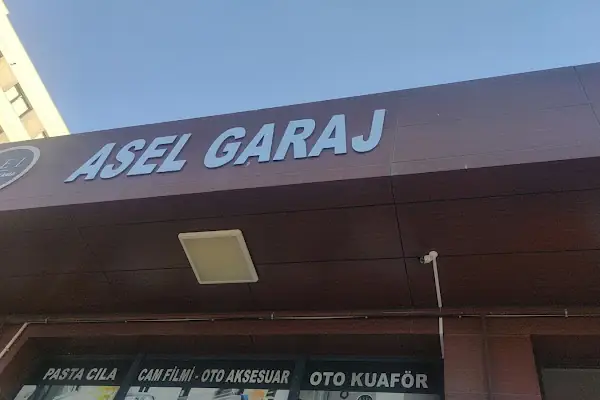 ASEL GARAJ
PASTA CILA
CAM FİLMİ - OTO AKSESUAR
OTO KUAFÖR